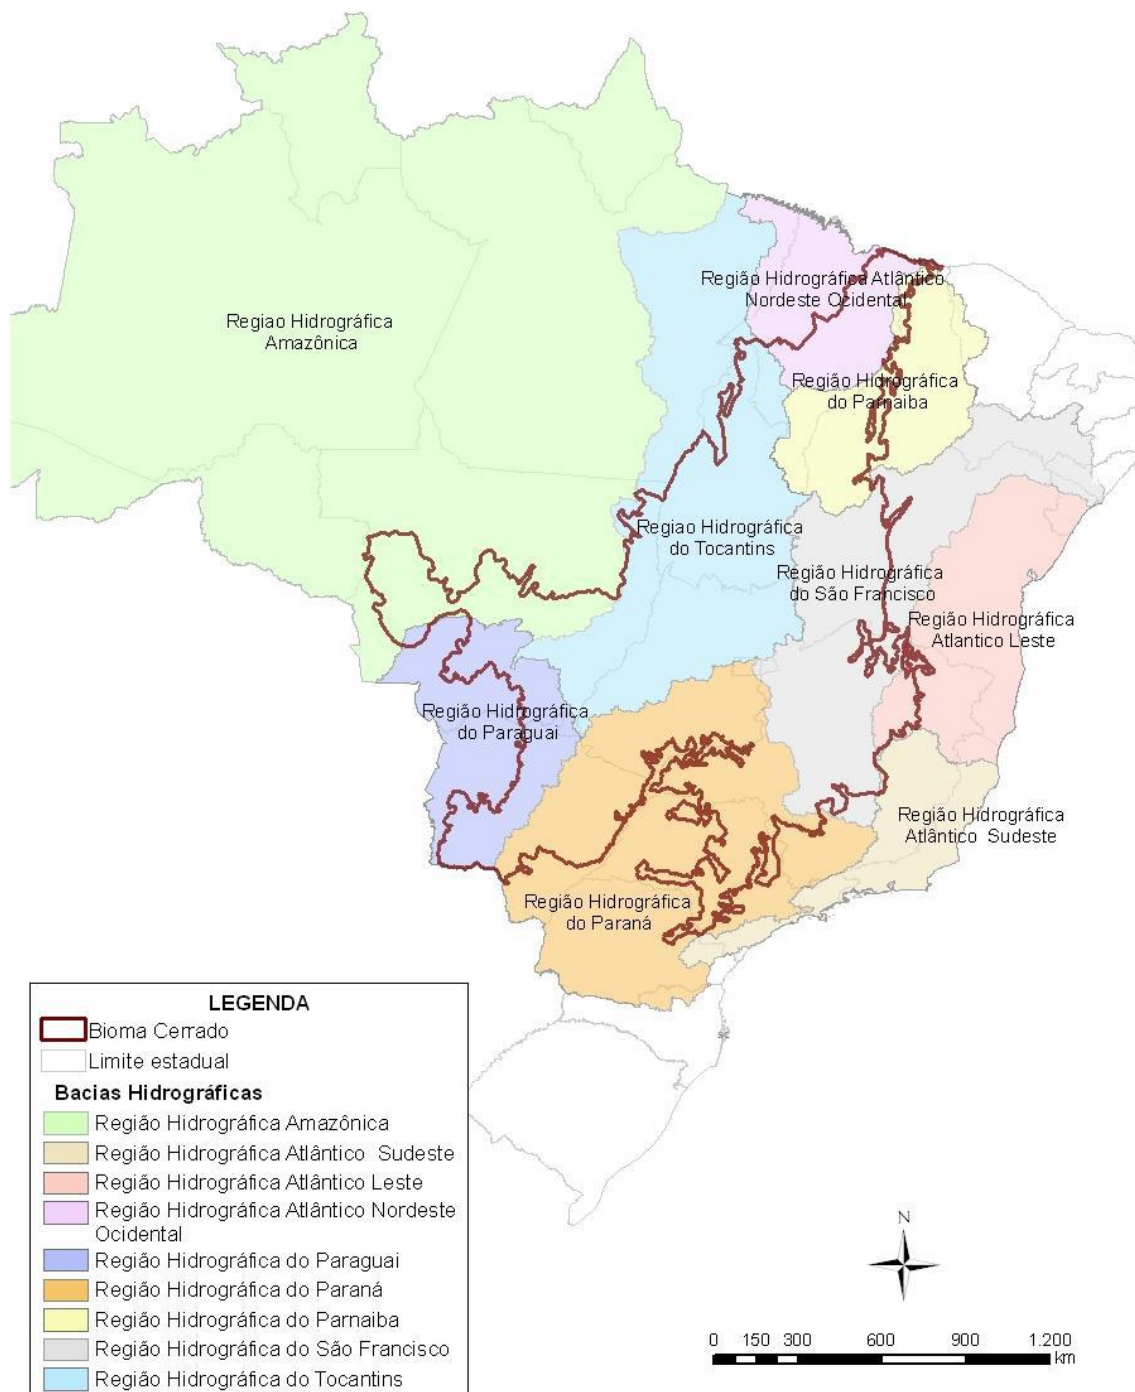 Região Hidrográfica Atlântico
Nordeste Ocidental
Regiao Hidrográfica
Amazônica
Região Hidrográfica
do Parnaiba
Regiao Hidrográfica
do Tocantins
Região Hidrográfica
do São Francisco
Região Hidrográfica
Atlantico Leste
Região Hidrográfica
do Paraguai
Região Hidrográfica
Atlântico Sudeste
Região Hidrográfica
do Paraná
LEGENDA
Bioma Cerrado
Limite estadual
Bacias Hidrográficas
Região Hidrográfica Amazônica
Região Hidrográfica Atlântico Sudeste
Região Hidrográfica Atlântico Leste
Região Hidrográfica Atlântico Nordeste
Ocidental
Região Hidrográfica do Paraguai
Região Hidrográfica do Paraná
Região Hidrográfica do Parnaiba
Região Hidrográfica do São Francisco
Região Hidrográfica do Tocantins
N
0 150 300 600 900 1.200
km